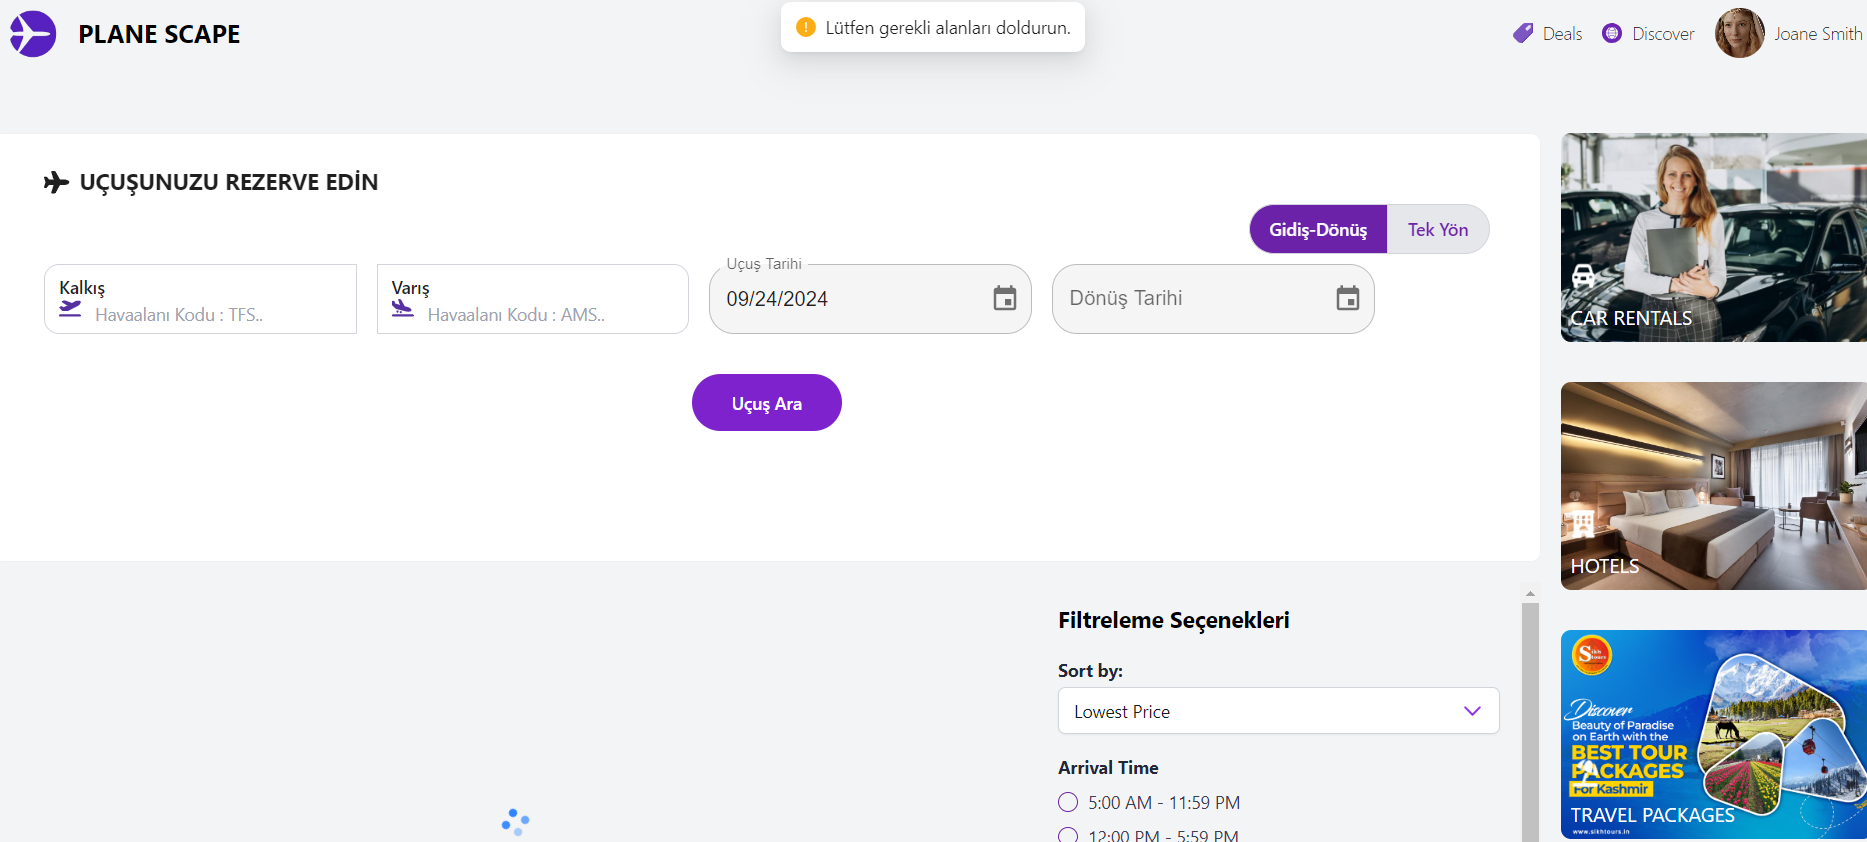 PLANE SCAPE
Lütfen gerekli alanları doldurun.
Deals
Discover
Joane Smith
UÇUŞUNUZU REZERVE EDİN
Gidiş-Dönüş
Tek Yön
Kalkış
Havaalanı Kodu : TFS..
Varış
Havaalanı Kodu : AMS..
Uçuş Tarihi
09/24/2024
Dönüş Tarihi
Uçuş Ara
CAR RENTALS
HOTELS
Filtreleme Seçenekleri
Sort by:
Lowest Price
Arrival Time
5:00 AM - 11:59 PM
12:00 PM - 5:59 PM
Discover
Beauty of Paradise
on Earth with the
BEST TOUR
PACKAGES
For Kashmir
TRAVEL PACKAGES
www.sikhtours.in